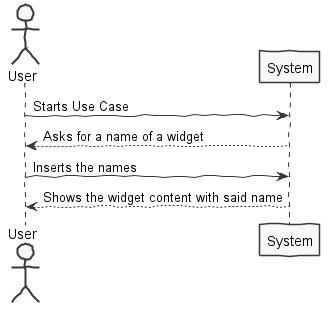 User
System
Starts Use Case
Asks for a name of a widget
Inserts the names
Shows the widget content with said name
User
System